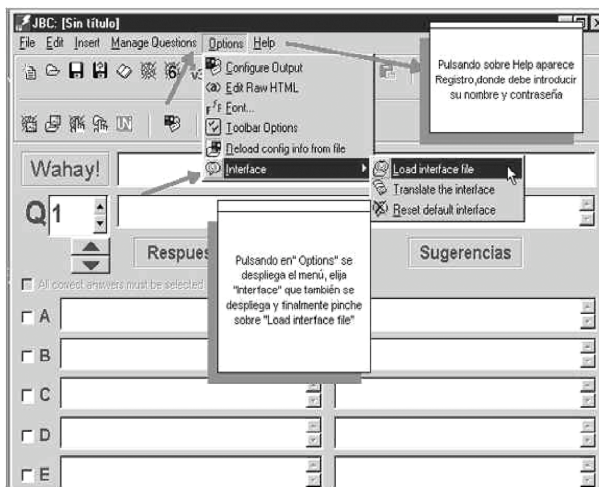 JBC: [Sin título]
File Edit Insert Manage Questions Options Help
Configure Output
Edit Raw HTML
Font...
Toolbar Options
Reload config info from file
Interface
Load interface file
Translate the interface
Reset default interface
Pulsando sobre Help aparece
Registro,donde debe introducir
su nombre y contraseña
Wahay!
Q 1
Respues
Sugerencias
All correct answers must be selected
Pulsando en" Options" se
despliega el menú, elija
"Interface" que también se
despliega y finalmente pinche
sobre "Load interface file"
A
B
C
D
E